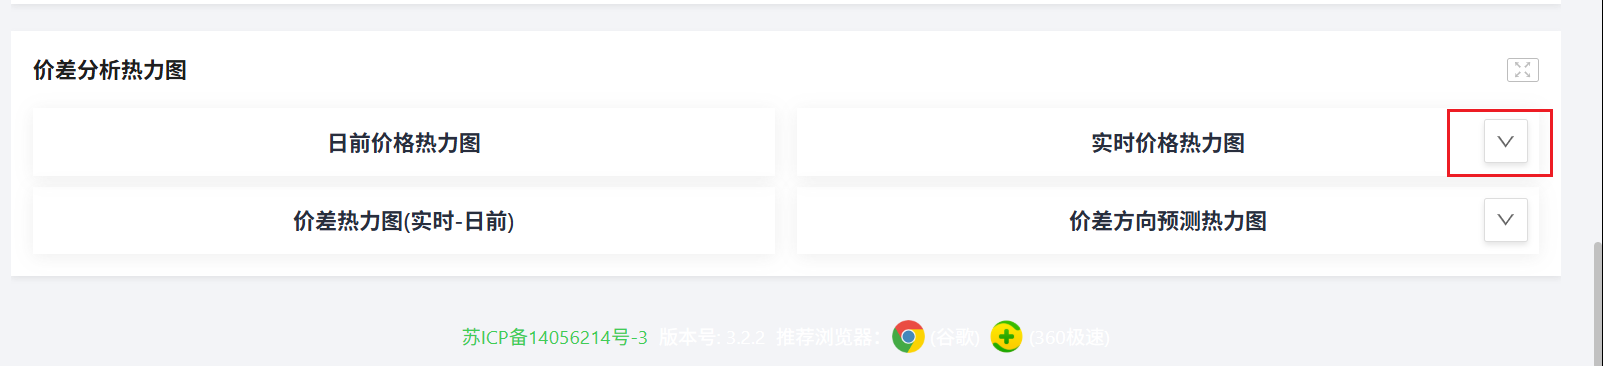 价差分析热力图
日前价格热力图
实时价格热力图
价差热力图(实时-日前)
价差方向预测热力图
苏ICP备14056214号-3 版本号: 3.2.2 推荐浏览器： (谷歌) (360极速)